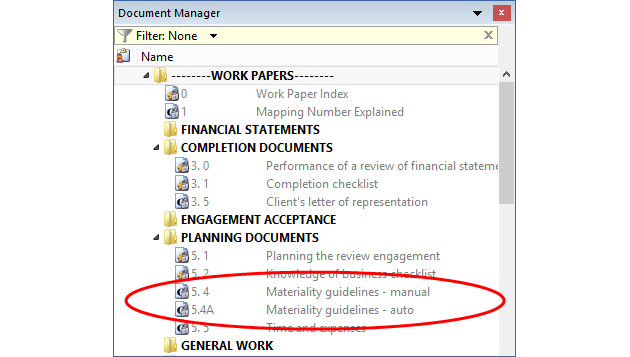 Document Manager
Filter: None
Name
--------WORK PAPERS--------
0 Work Paper Index
1 Mapping Number Explained
FINANCIAL STATEMENTS
COMPLETION DOCUMENTS
3. 0 Performance of a review of financial stateme
3. 1 Completion checklist
3. 5 Client's letter of representation
ENGAGEMENT ACCEPTANCE
PLANNING DOCUMENTS
5. 1 Planning the review engagement
5. 2 Knowledge of business checklist
5. 4 Materiality guidelines - manual
5.4A Materiality guidelines - auto
5. 5 Time and expenses
GENERAL WORK